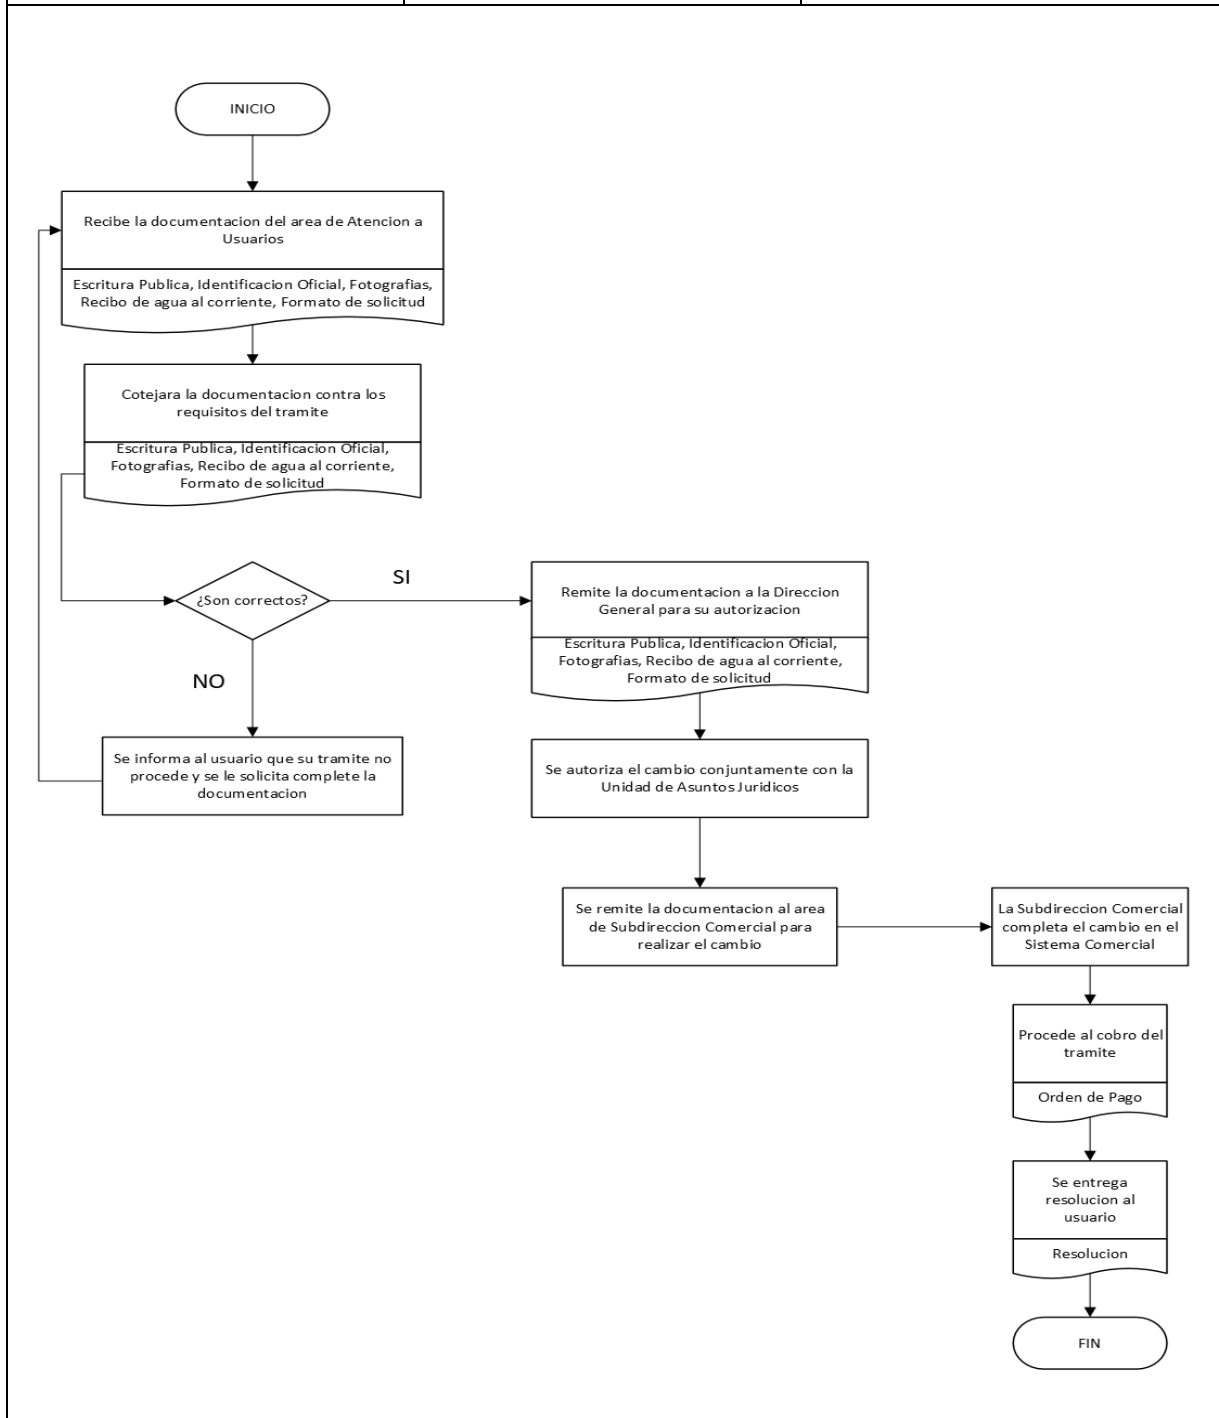 INICIO
Recibe la documentacion del area de Atencion a
Usuarios
Escritura Publica, Identificacion Oficial, Fotografias,
Recibo de agua al corriente, Formato de solicitud
Cotejara la documentacion contra los
requisitos del tramite
Escritura Publica, Identificacion Oficial,
Fotografias, Recibo de agua al corriente,
Formato de solicitud
¿Son correctos?
SI
NO
Se informa al usuario que su tramite no
procede y se le solicita complete la
documentacion
Remite la documentacion a la Direccion
General para su autorizacion
Escritura Publica, Identificacion Oficial,
Fotografias, Recibo de agua al corriente,
Formato de solicitud
Se autoriza el cambio conjuntamente con la
Unidad de Asuntos Juridicos
Se remite la documentacion al area
de Subdireccion Comercial para
realizar el cambio
La Subdireccion Comercial
completa el cambio en el
Sistema Comercial
Procede al cobro del
tramite
Orden de Pago
Se entrega
resolucion al
usuario
Resolucion
FIN